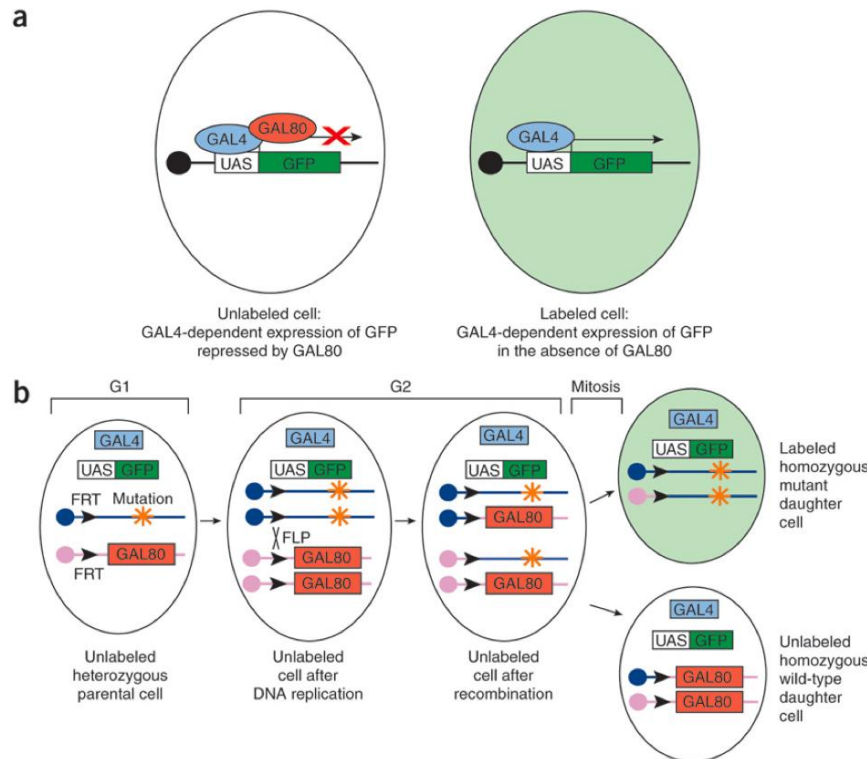 a
GAL4
GAL80
UAS
GFP
Unlabeled cell:
GAL4-dependent expression of GFP
repressed by GAL80
GAL4
UAS
GFP
Labeled cell:
GAL4-dependent expression of GFP
in the absence of GAL80
b
G1
G2
Mitosis
GAL4
UAS GFP
FRT Mutation
GAL80
FRT
Unlabeled
heterozygous
parental cell
GAL4
UAS GFP
FLP
GAL80
GAL80
Unlabeled
cell after
DNA replication
GAL4
UAS GFP
GAL80
GAL80
Unlabeled
cell after
recombination
GAL4
UAS GFP
Labeled
homozygous
mutant
daughter
cell
GAL4
UAS GFP
GAL80
GAL80
Unlabeled
homozygous
wild-type
daughter
cell